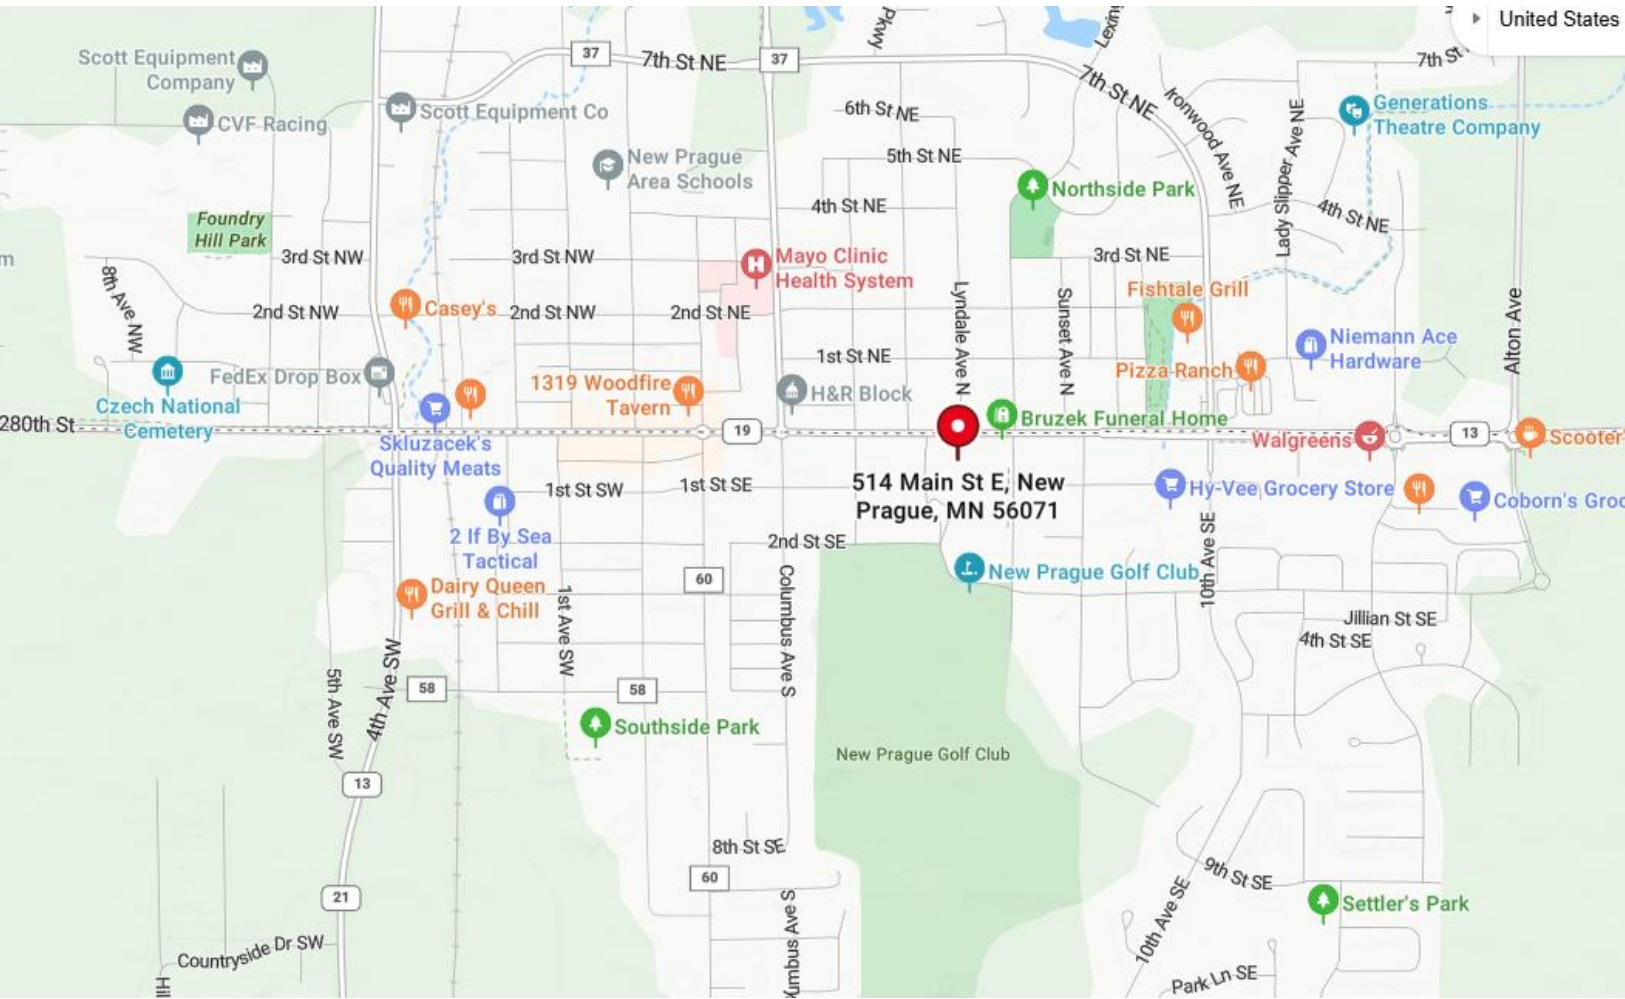 United States
Scott Equipment
Company
37
7th St NE
37
Pkwy
7th St NE
7th St
Scott Equipment Co
CVF Racing
6th St NE
Ironwood Ave NE
Lady Slipper Ave NE
Generations
Theatre Company
New Prague
Area Schools
5th St NE
Northside Park
4th St NE
4th St NE
Foundry
Hill Park
3rd St NW
3rd St NW
Mayo Clinic
Health System
3rd St NE
8th Ave NW
2nd St NW
Casey's
2nd St NW
2nd St NE
Lyndale Ave N
Sunset Ave N
Fishtale Grill
Niemann Ace
Hardware
Alton Ave
1st St NE
Pizza Ranch
FedEx Drop Box
1319 Woodfire
Tavern
H&R Block
Czech National
Cemetery
280th St
Bruzek Funeral Home
19
Walgreens
13
Scooter'
Skluzacek's
Quality Meats
514 Main St E, New
Prague, MN 56071
1st St SW
1st St SE
Hy-Vee Grocery Store
Coborn's Groc
2 If By Sea
Tactical
2nd St SE
10th Ave SE
New Prague Golf Club
60
Dairy Queen
Grill & Chill
1st Ave SW
Columbus Ave S
Jillian St SE
4th St SE
5th Ave SW
4th Ave SW
58
58
Southside Park
New Prague Golf Club
13
8th St SE
60
9th St SE
21
10th Ave SE
Settler's Park
umbus Ave S
Countryside Dr SW
Park Ln SE
Hil